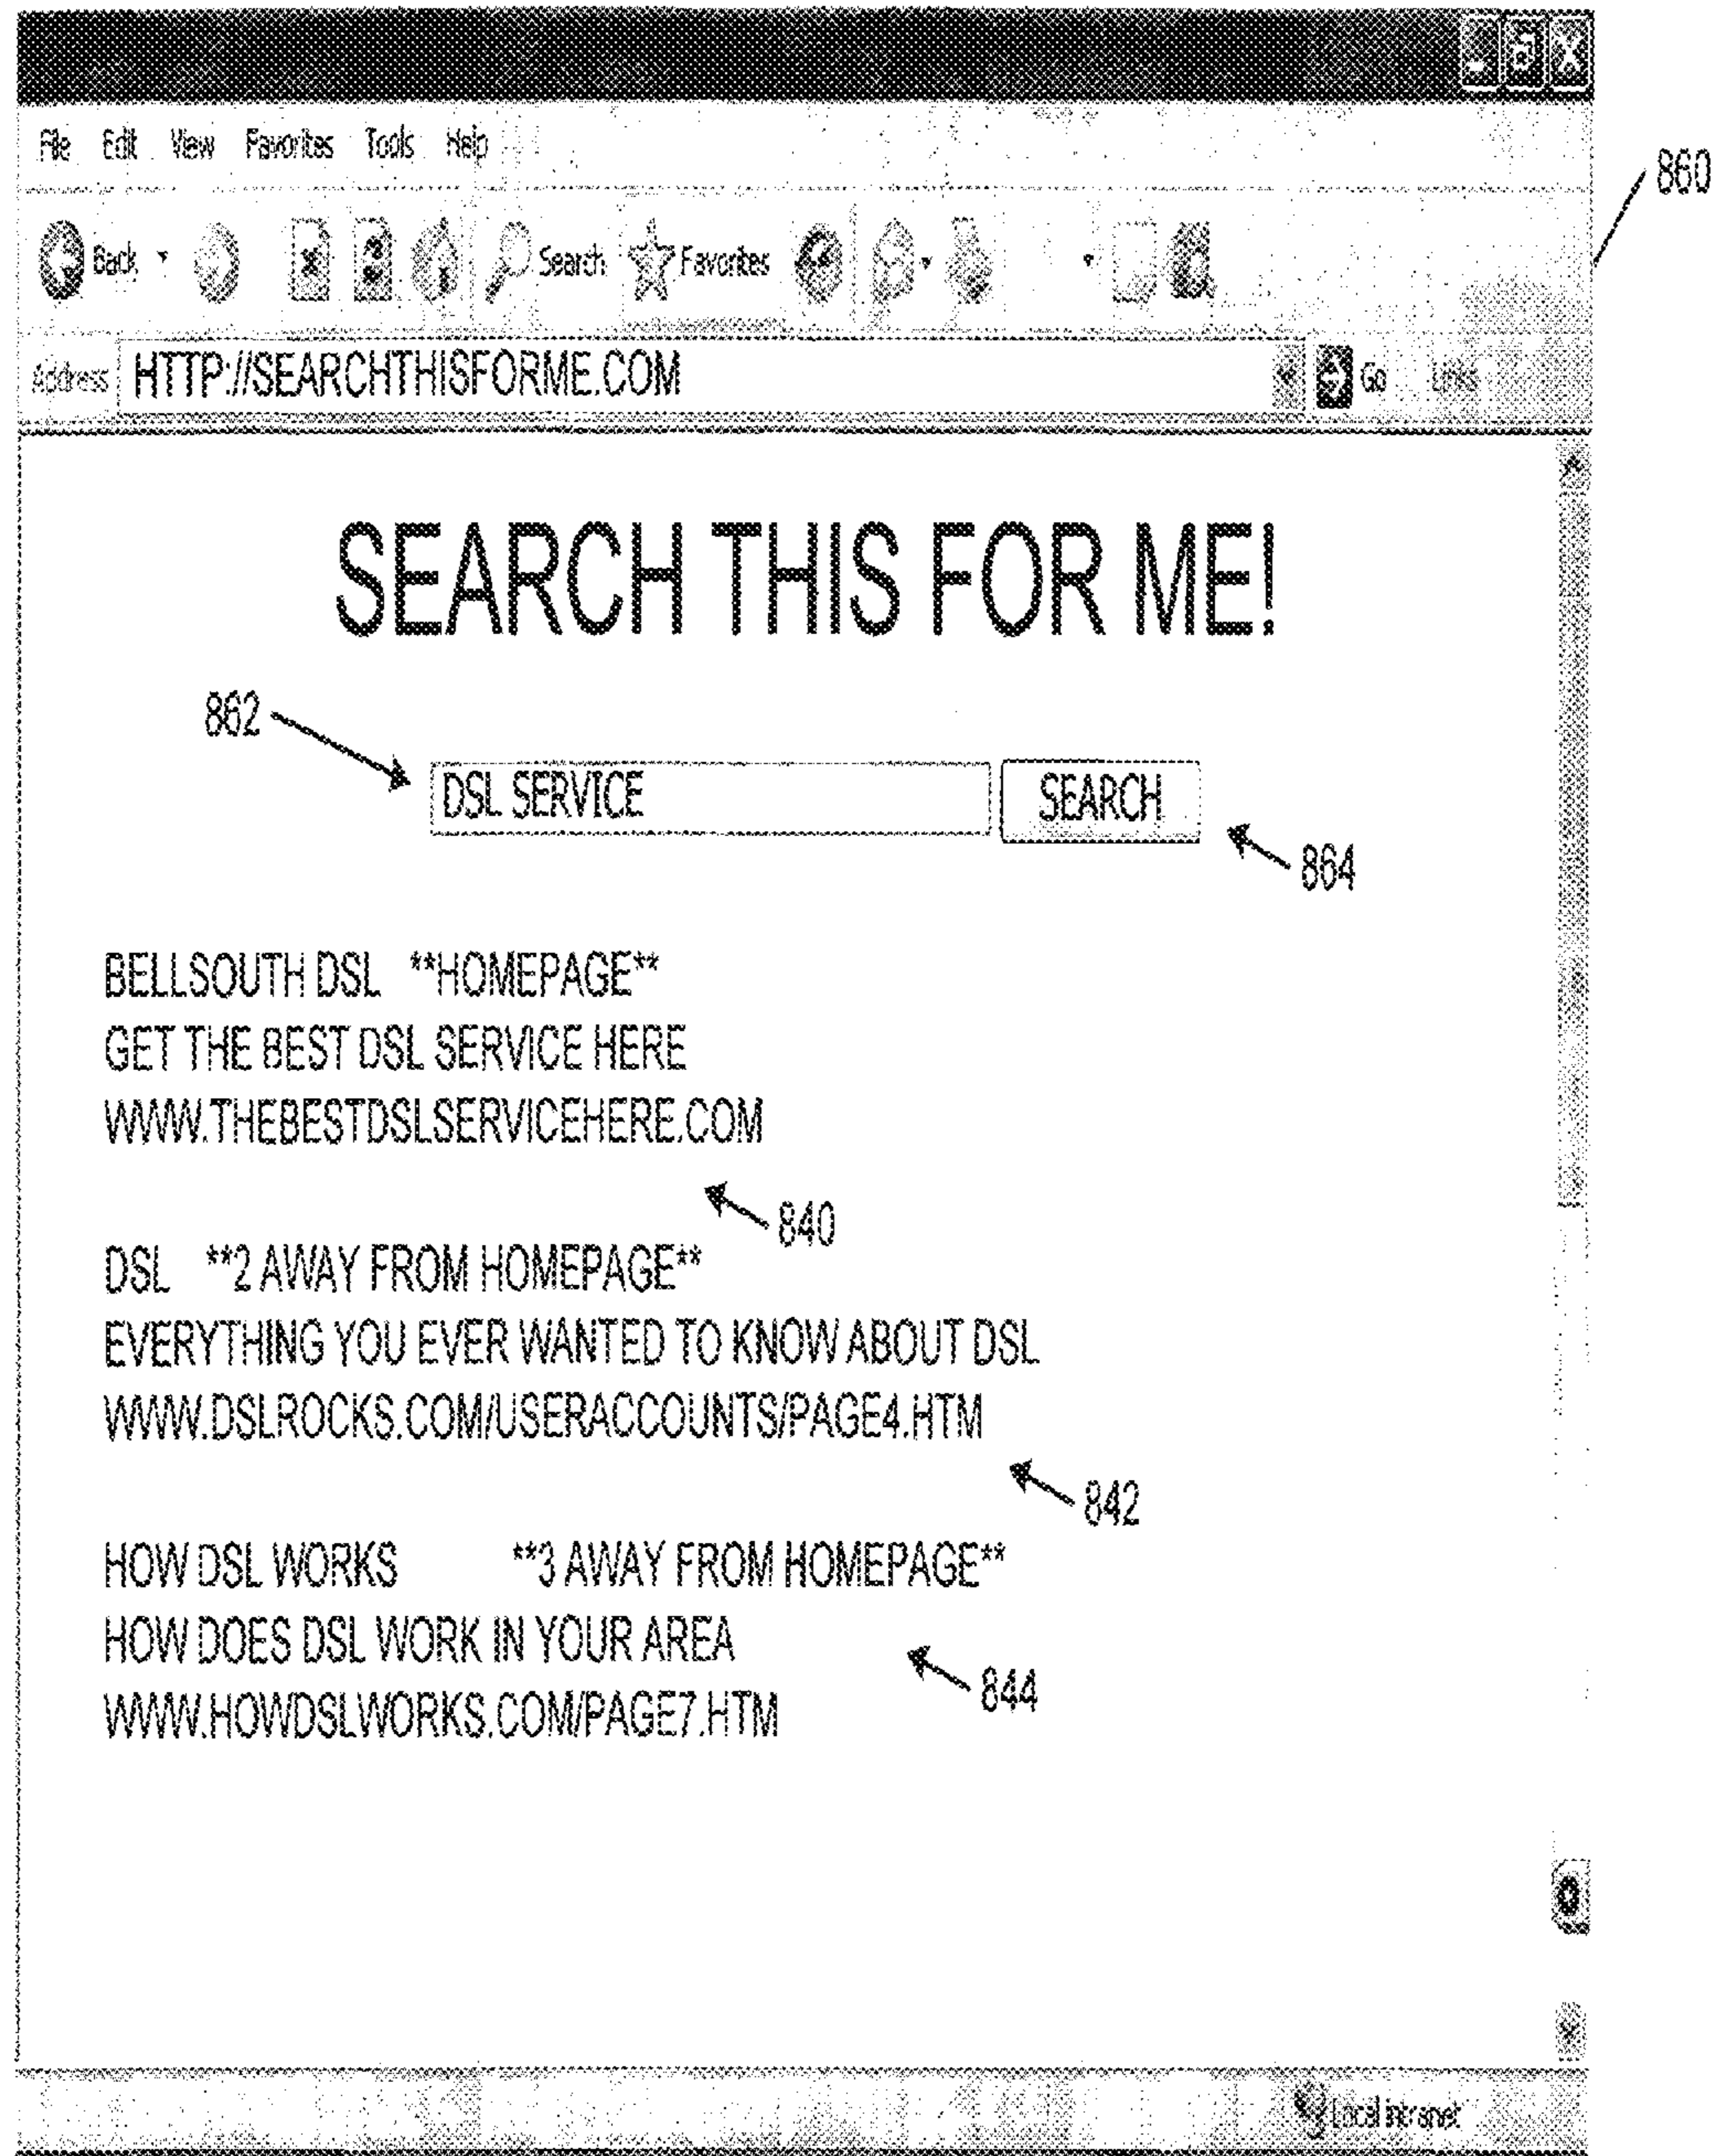 File Edit View Favorites Tools Help
860
Back Search Favorites
Address HTTP://SEARCHTHISFORME.COM Go Links
SEARCH THIS FOR ME!
862
DSL SERVICE SEARCH
864
BELLSOUTH DSL **HOMEPAGE**
GET THE BEST DSL SERVICE HERE
WWW.THEBESTDSLSERVICEHERE.COM
840
DSL **2 AWAY FROM HOMEPAGE**
EVERYTHING YOU EVER WANTED TO KNOW ABOUT DSL
WWW.DSLROCKS.COM/USERACCOUNTS/PAGE4.HTM
842
HOW DSL WORKS **3 AWAY FROM HOMEPAGE**
HOW DOES DSL WORK IN YOUR AREA
844
WWW.HOWDSLWORKS.COM/PAGE7.HTM
Local intranet